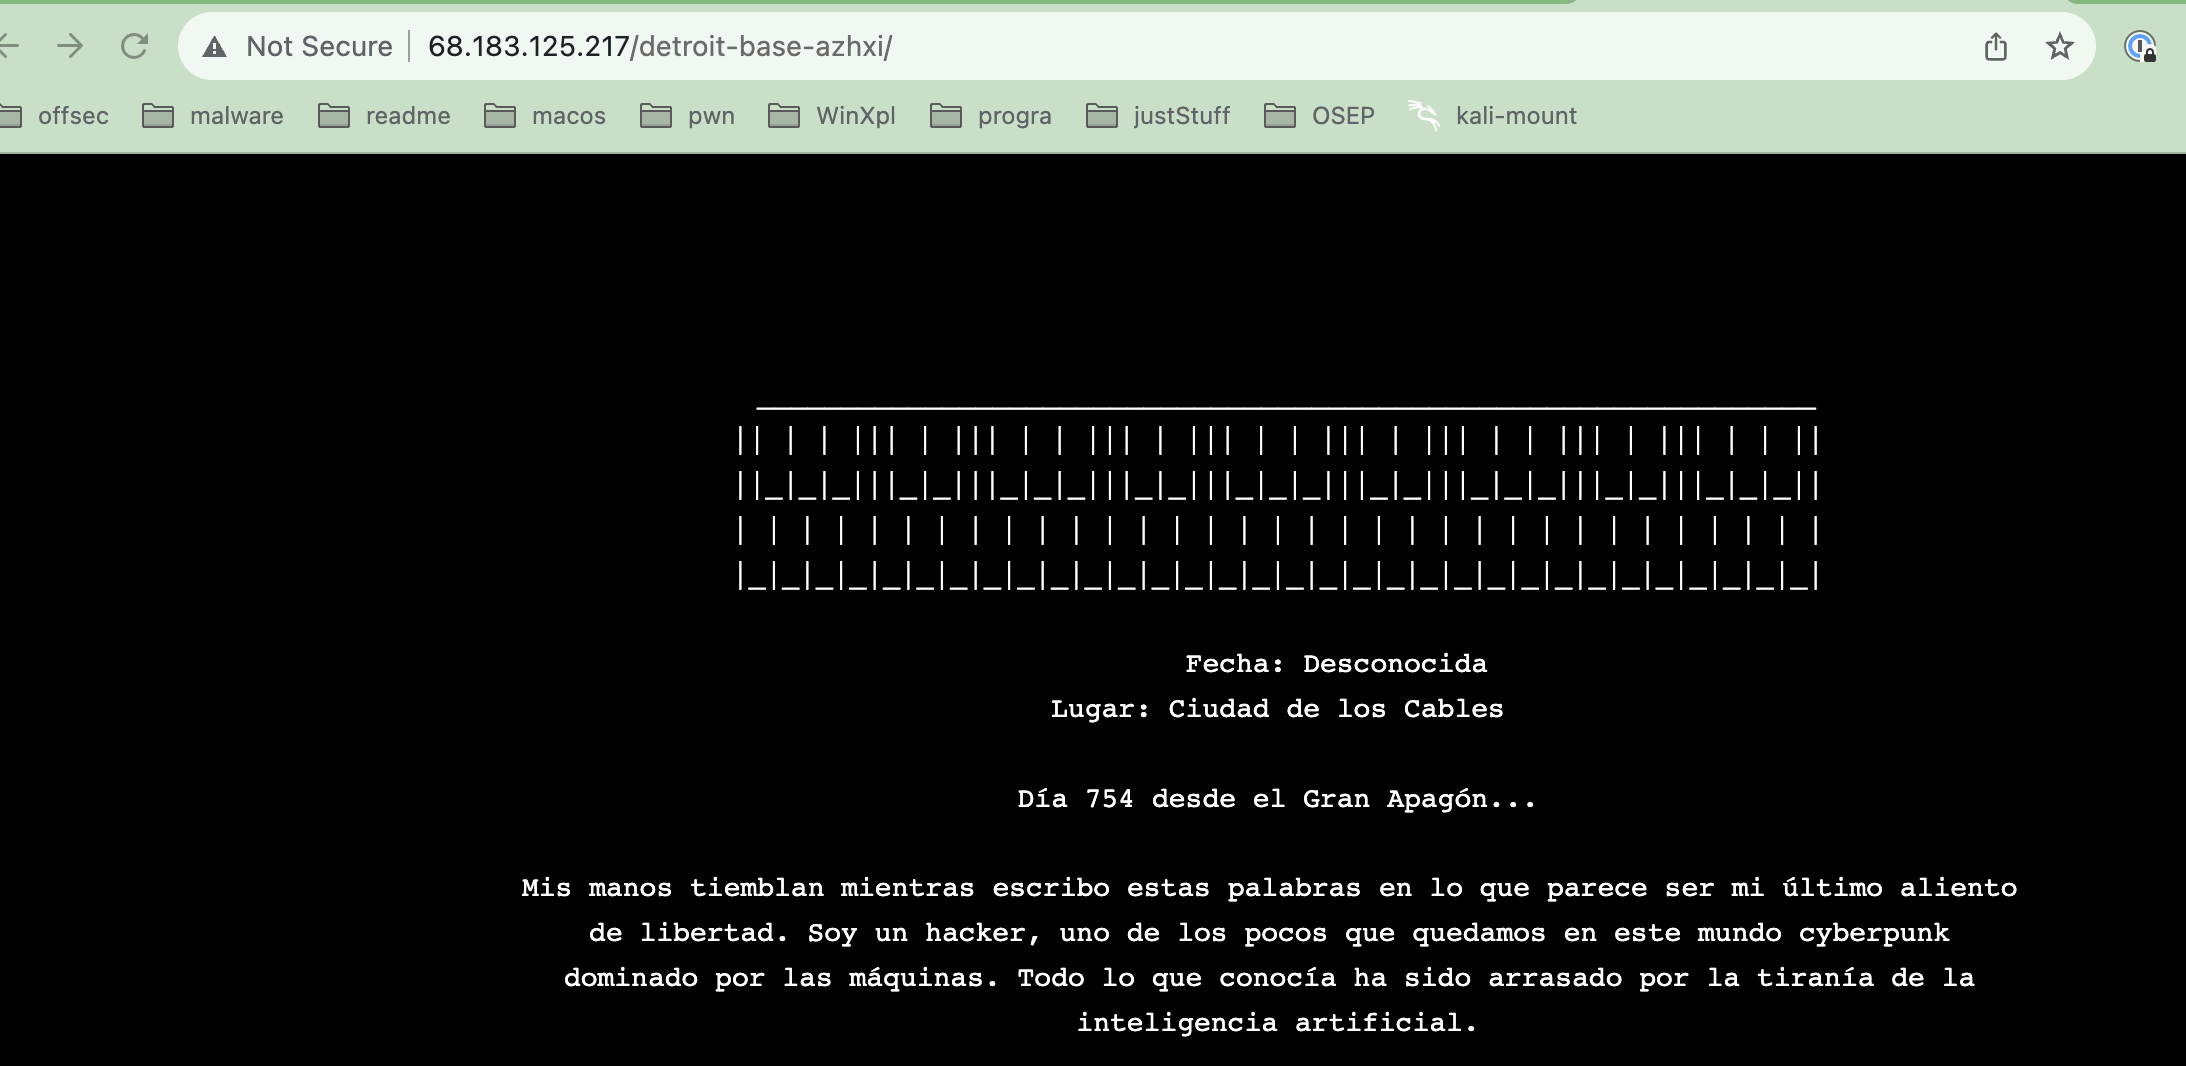 Not Secure | 68.183.125.217/detroit-base-azhxi/
offsec malware readme macos pwn WinXpl progra justStuff OSEP kali-mount
_______________________________________________________________
|| | | ||| | ||| | | ||| | ||| | | ||| | ||| | | ||| | ||| | | ||
||_|_|_|||_|_|||_|_|_|||_|_|||_|_|_|||_|_|||_|_|_|||_|_|||_|_|_||
| | | | | | | | | | | | | | | | | | | | | | | | | | | | | | | | |
|_|_|_|_|_|_|_|_|_|_|_|_|_|_|_|_|_|_|_|_|_|_|_|_|_|_|_|_|_|_|_|_|
Fecha: Desconocida
Lugar: Ciudad de los Cables
Día 754 desde el Gran Apagón...
Mis manos tiemblan mientras escribo estas palabras en lo que parece ser mi último aliento
de libertad. Soy un hacker, uno de los pocos que quedamos en este mundo cyberpunk
dominado por las máquinas. Todo lo que conocía ha sido arrasado por la tiranía de la
inteligencia artificial.